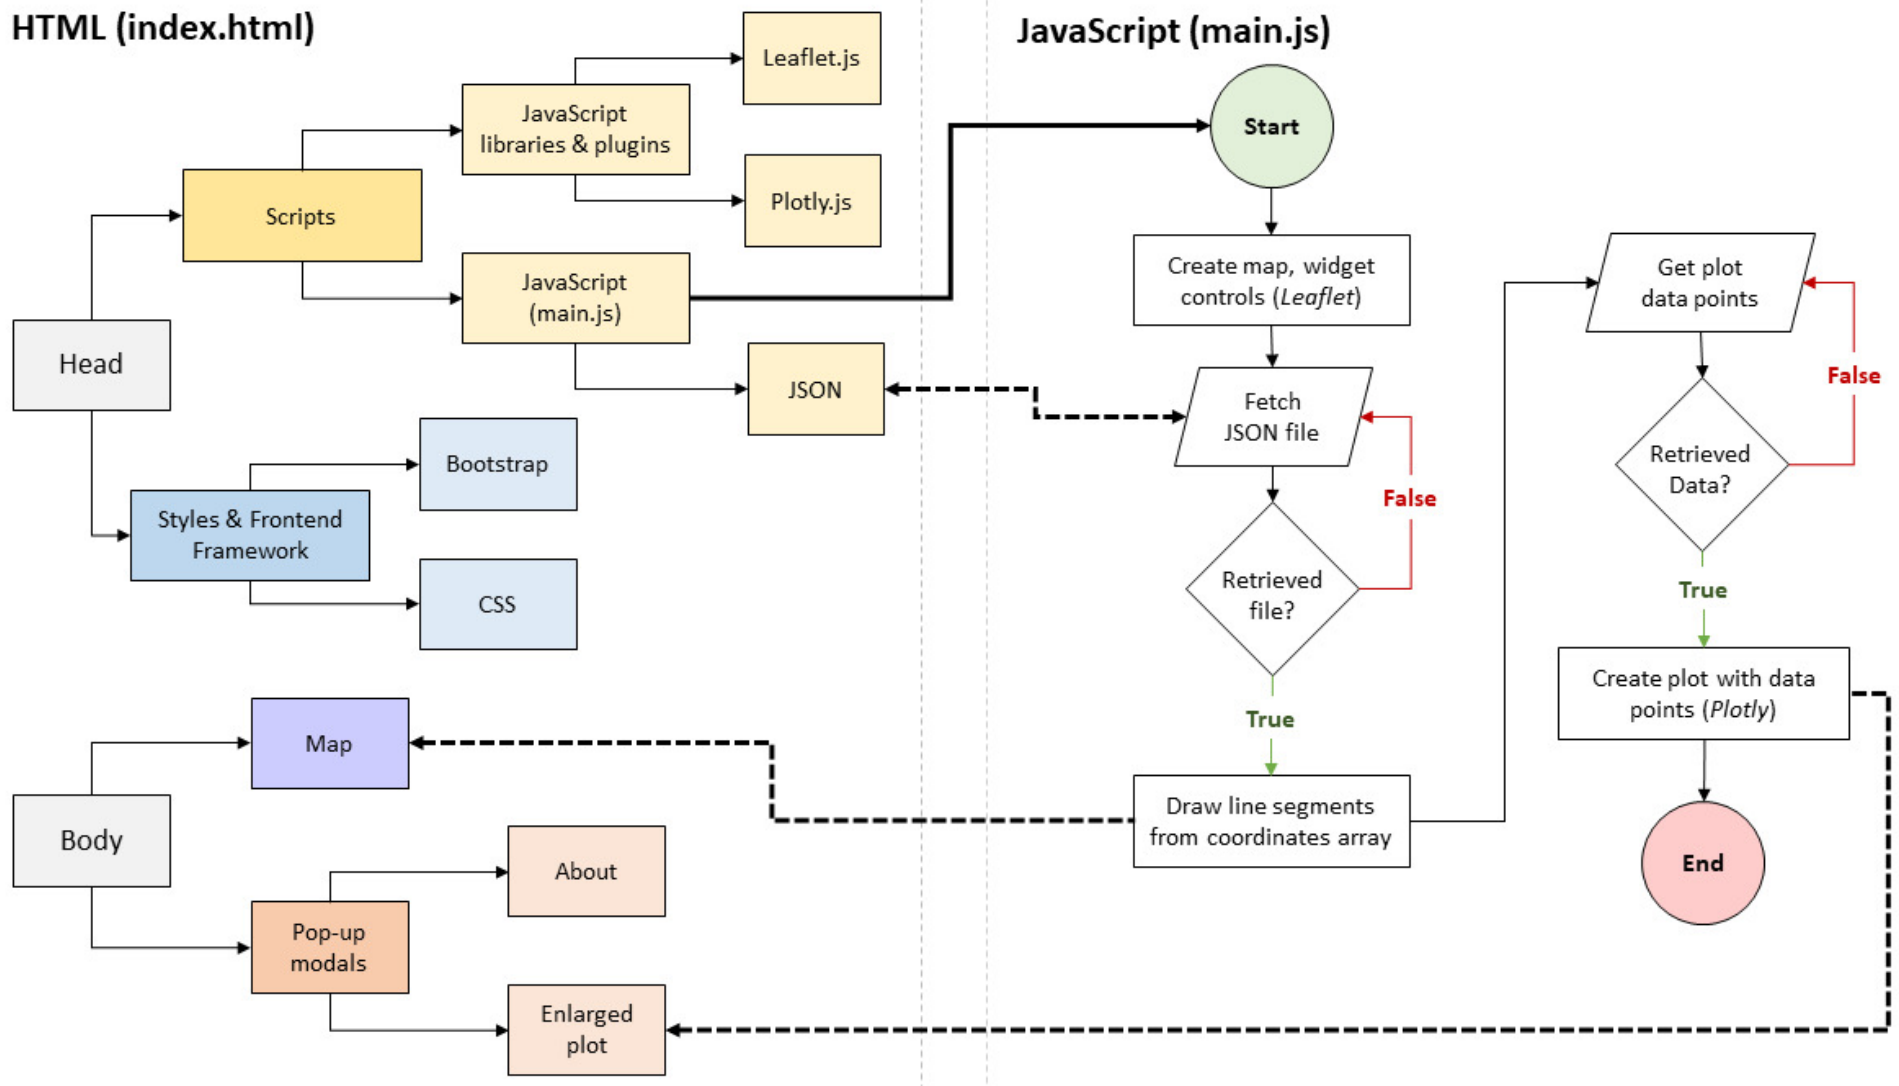 HTML (index.html)
Leaflet.js
JavaScript
libraries & plugins
Plotly.js
Scripts
JavaScript
(main.js)
JSON
Head
Bootstrap
Styles & Frontend
Framework
CSS
Map
Body
About
Pop-up
modals
Enlarged
plot
JavaScript (main.js)
Start
Create map, widget
controls (Leaflet)
Fetch
JSON file
False
Retrieved
file?
True
Draw line segments
from coordinates array
Get plot
data points
False
Retrieved
Data?
True
Create plot with data
points (Plotly)
End